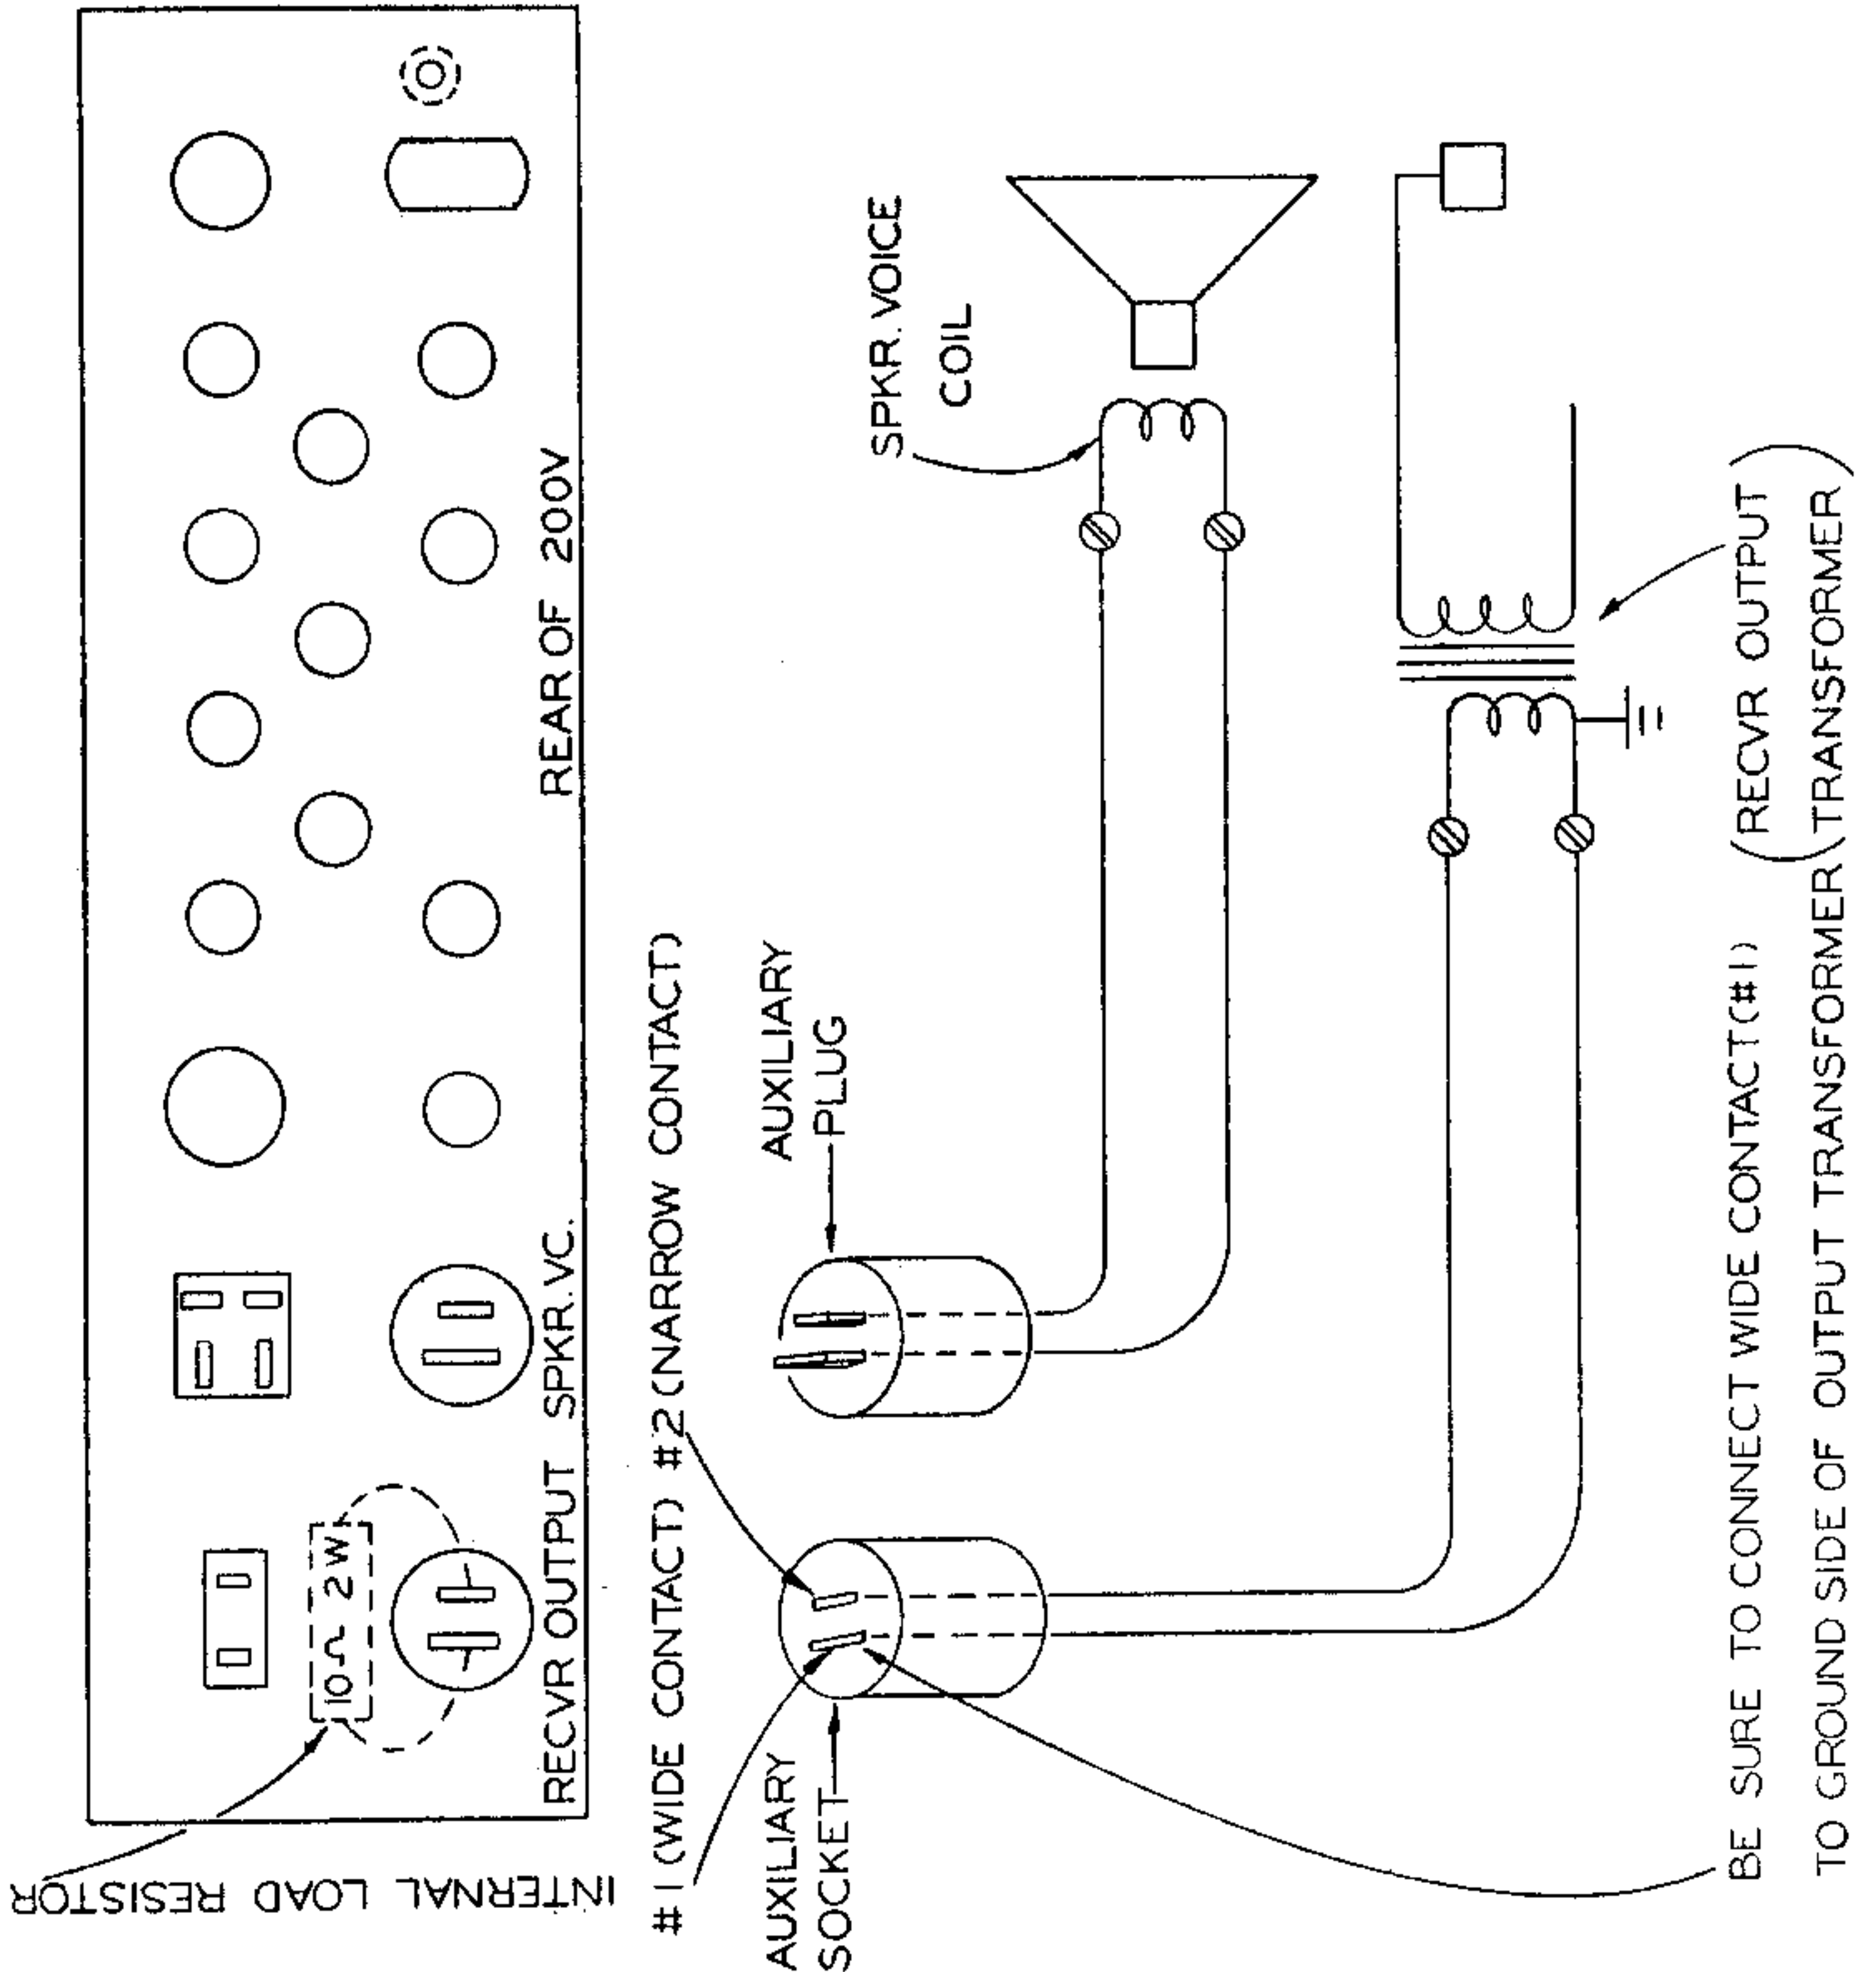 INTERNAL LOAD RESISTOR
10Ω 2W
RECVR OUTPUT SPKR.VC.
REAR OF 200V
#1 (WIDE CONTACT) #2 (NARROW CONTACT)
AUXILIARY
SOCKET
AUXILIARY
PLUG
SPKR. VOICE
COIL
BE SURE TO CONNECT WIDE CONTACT (#1)
TO GROUND SIDE OF OUTPUT TRANSFORMER
(RECVR OUTPUT
TRANSFORMER)